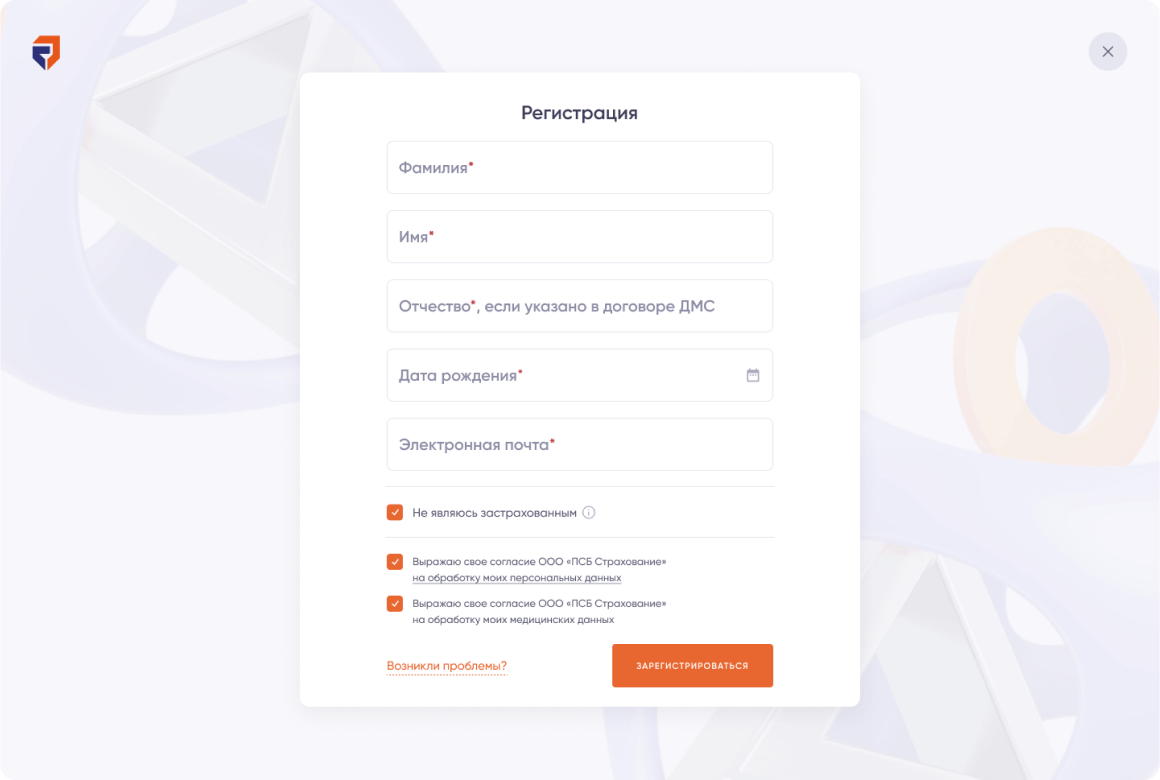 Регистрация
Фамилия*
Имя*
Отчество*, если указано в договоре ДМС
Дата рождения*
Электронная почта*
Не являюсь застрахованным
Выражаю свое согласие ООО «ПСБ Страхование»
на обработку моих персональных данных
Выражаю свое согласие ООО «ПСБ Страхование»
на обработку моих медицинских данных
Возникли проблемы?
ЗАРЕГИСТРИРОВАТЬСЯ